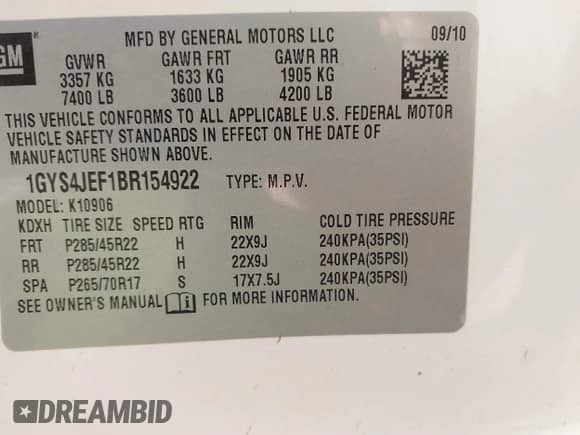 GM
MFD BY GENERAL MOTORS LLC 09/10
GVWR GAWR FRT GAWR RR
3357 KG 1633 KG 1905 KG
7400 LB 3600 LB 4200 LB
THIS VEHICLE CONFORMS TO ALL APPLICABLE U.S. FEDERAL MOTOR
VEHICLE SAFETY STANDARDS IN EFFECT ON THE DATE OF
MANUFACTURE SHOWN ABOVE.
1GYS4JEF1BR154922 TYPE: M.P.V.
MODEL: K10906
KDXH TIRE SIZE SPEED RTG RIM COLD TIRE PRESSURE
FRT P285/45R22 H 22X9J 240KPA(35PSI)
RR P285/45R22 H 22X9J 240KPA(35PSI)
SPA P265/70R17 S 17X7.5J 240KPA(35PSI)
SEE OWNER'S MANUAL i FOR MORE INFORMATION.
DREAMBID